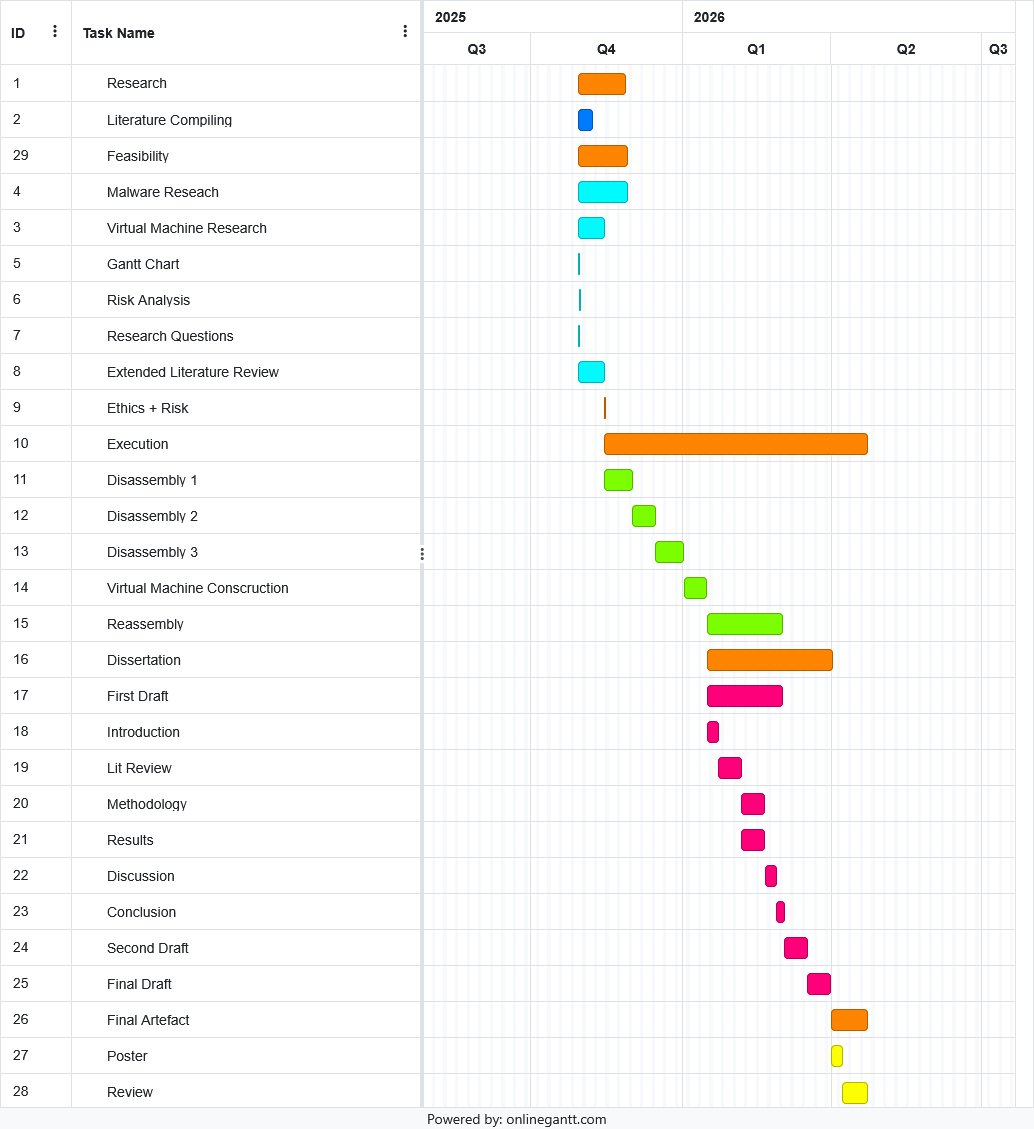 ID Task Name 2025 2026
Q3 Q4 Q1 Q2 Q3
1 Research
2 Literature Compiling
29 Feasibility
4 Malware Reseach
3 Virtual Machine Research
5 Gantt Chart
6 Risk Analysis
7 Research Questions
8 Extended Literature Review
9 Ethics + Risk
10 Execution
11 Disassembly 1
12 Disassembly 2
13 Disassembly 3
14 Virtual Machine Conscruction
15 Reassembly
16 Dissertation
17 First Draft
18 Introduction
19 Lit Review
20 Methodology
21 Results
22 Discussion
23 Conclusion
24 Second Draft
25 Final Draft
26 Final Artefact
27 Poster
28 Review
Powered by: onlinegantt.com